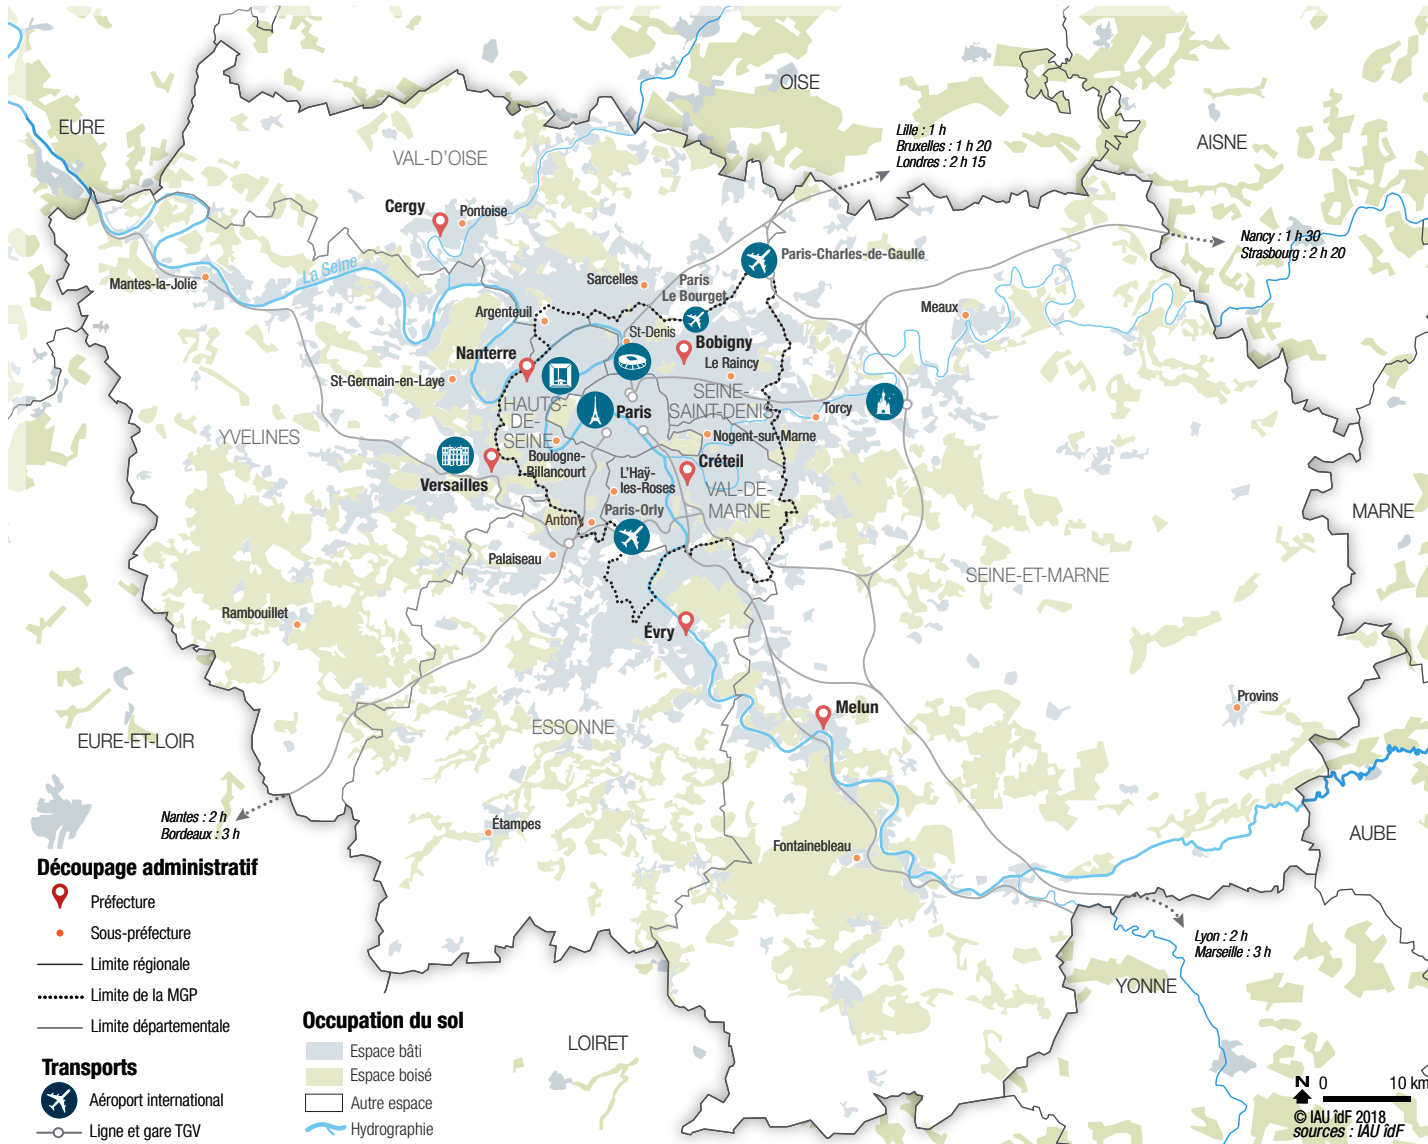 OISE
EURE
Lille : 1 h
Bruxelles : 1 h 20
Londres : 2 h 15
AISNE
VAL-D'OISE
Cergy
Pontoise
Nancy : 1 h 30
Strasbourg : 2 h 20
La Seine
Paris-Charles-de-Gaulle
Mantes-la-Jolie
Sarcelles
Paris
Le Bourget
Argenteuil
Meaux
St-Denis
Bobigny
Nanterre
Le Raincy
St-Germain-en-Laye
SEINE-
SAINT-DENIS
HAUTS-
DE-
SEINE
Paris
Torcy
YVELINES
Nogent-sur-Marne
Boulogne-
Billancourt
Créteil
Versailles
L'Haÿ-
les-Roses
VAL-DE-
MARNE
Paris-Orly
Antony
MARNE
Palaiseau
SEINE-ET-MARNE
Rambouillet
Évry
Provins
Melun
ESSONNE
EURE-ET-LOIR
Nantes : 2 h
Bordeaux : 3 h
Étampes
AUBE
Fontainebleau
Lyon : 2 h
Marseille : 3 h
YONNE
LOIRET
Découpage administratif
Préfecture
Sous-préfecture
Limite régionale
Limite de la MGP
Limite départementale
Transports
Aéroport international
Ligne et gare TGV
Occupation du sol
Espace bâti
Espace boisé
Autre espace
Hydrographie
N 0 10 km
© IAU îdF 2018
sources : IAU îdF